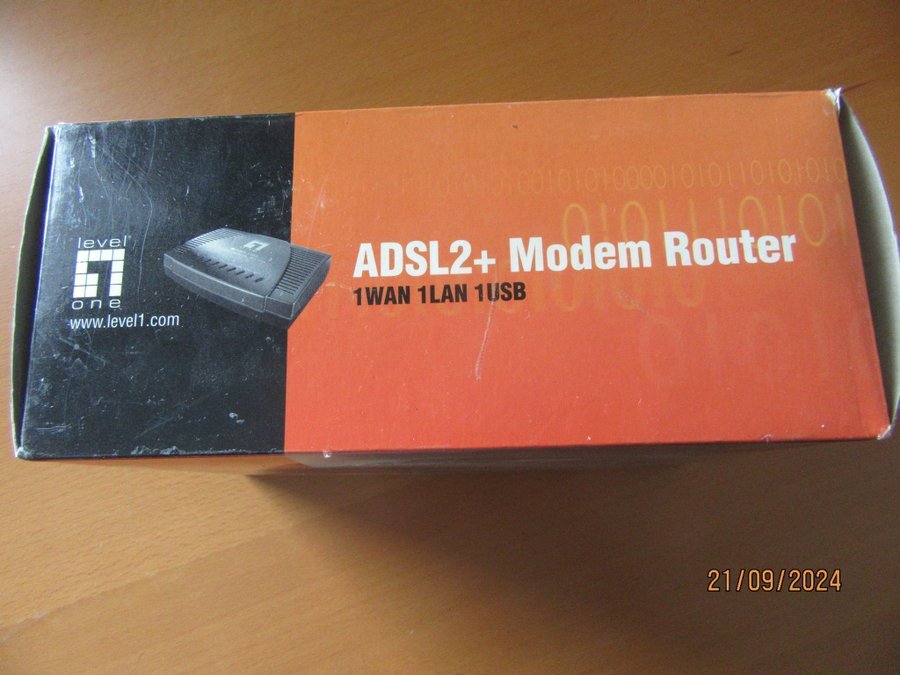 level
one
www.level1.com
ADSL2+ Modem Router
1WAN 1LAN 1USB
21/09/2024